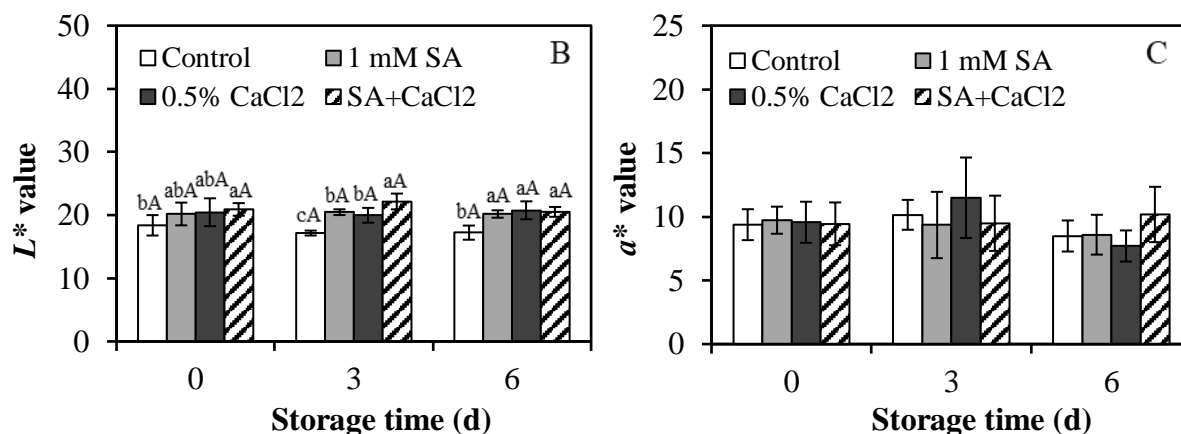 50
40
30
20
10
0
L* value
B
Control
1 mM SA
0.5% CaCl2
SA+CaCl2
bA abA abA aA
cA bA bA aA
bA aA aA aA
0 3 6
Storage time (d)
25
20
15
10
5
0
a* value
C
Control
1 mM SA
0.5% CaCl2
SA+CaCl2
0 3 6
Storage time (d)